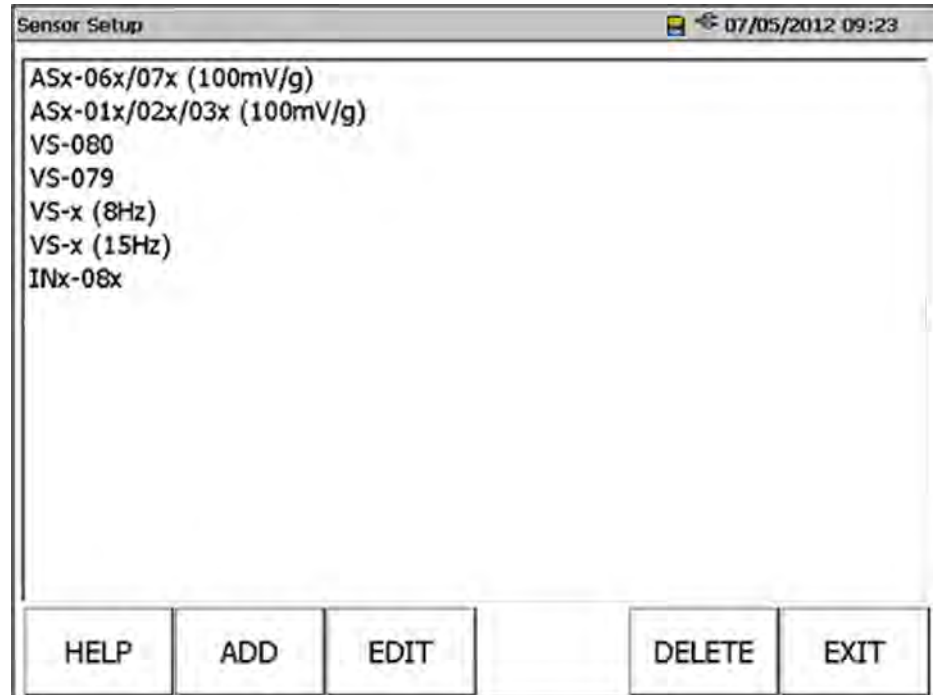 Sensor Setup 07/05/2012 09:23
ASx-06x/07x (100mV/g)
ASx-01x/02x/03x (100mV/g)
VS-080
VS-079
VS-x (8Hz)
VS-x (15Hz)
INx-08x
HELP ADD EDIT DELETE EXIT